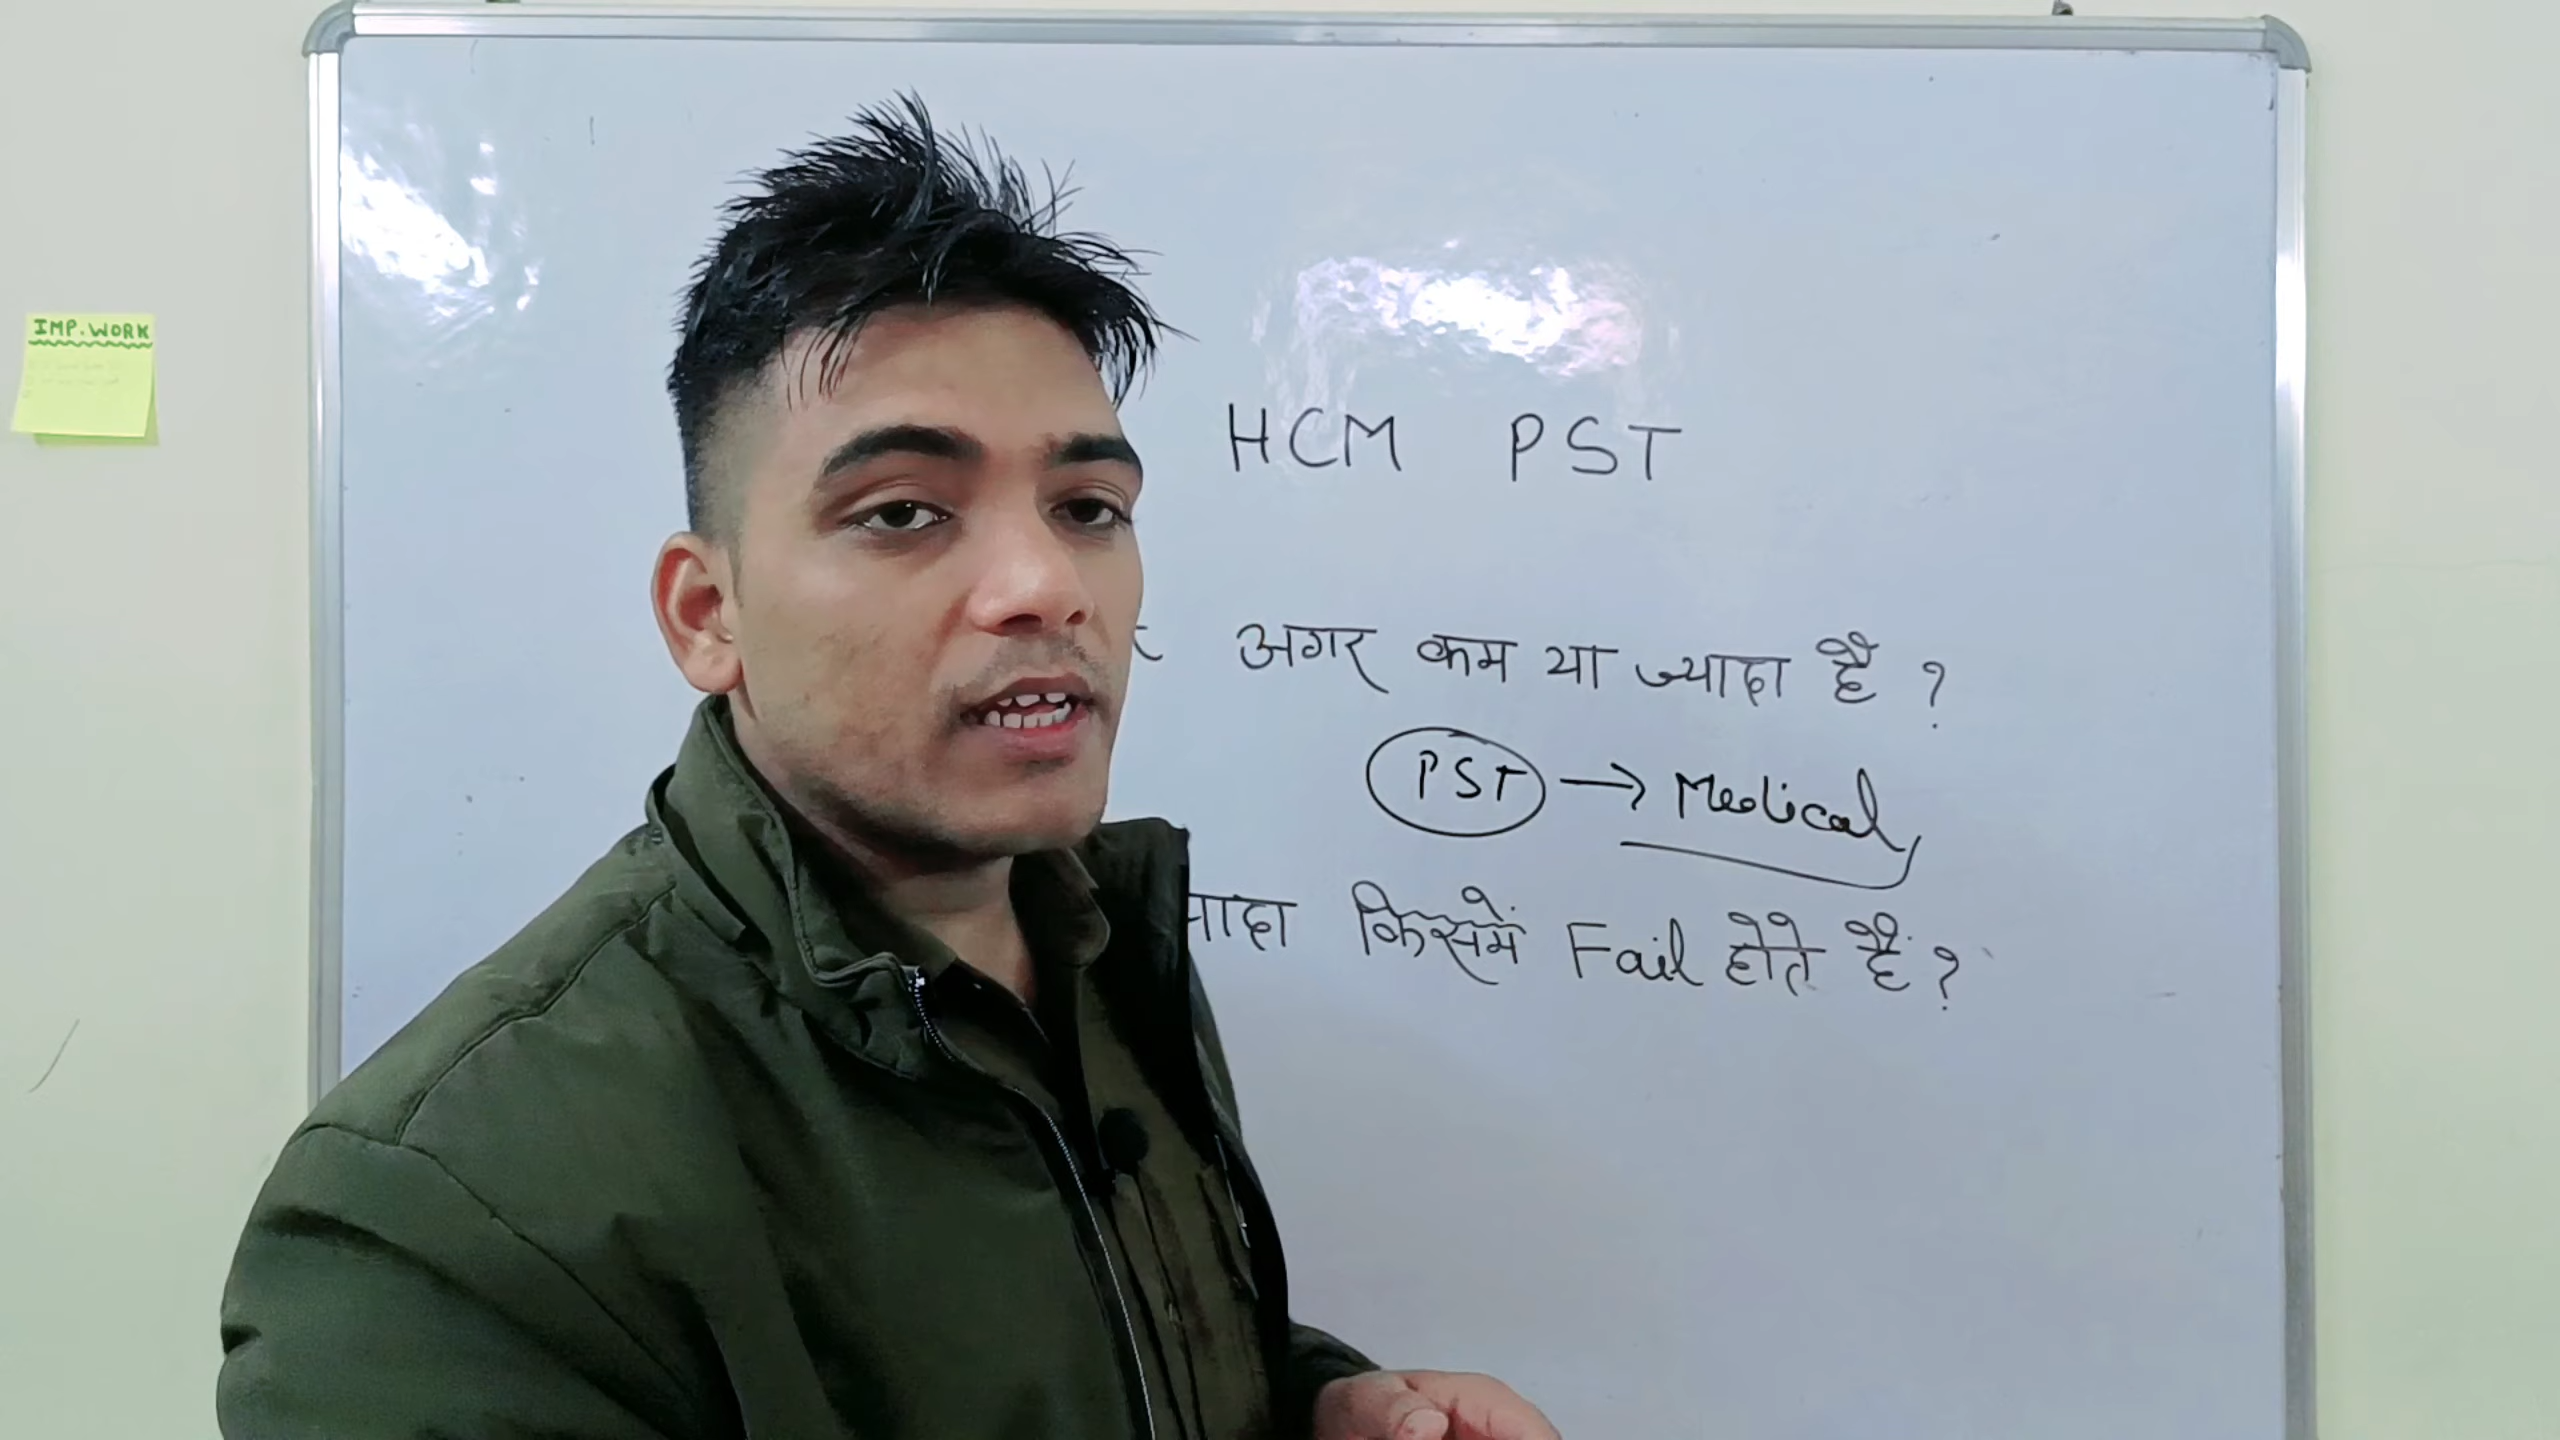 IMP. WORK
HCM PST
अगर कम या ज्यादा है ?
PST → Medical
किसमें Fail होते हैं ?